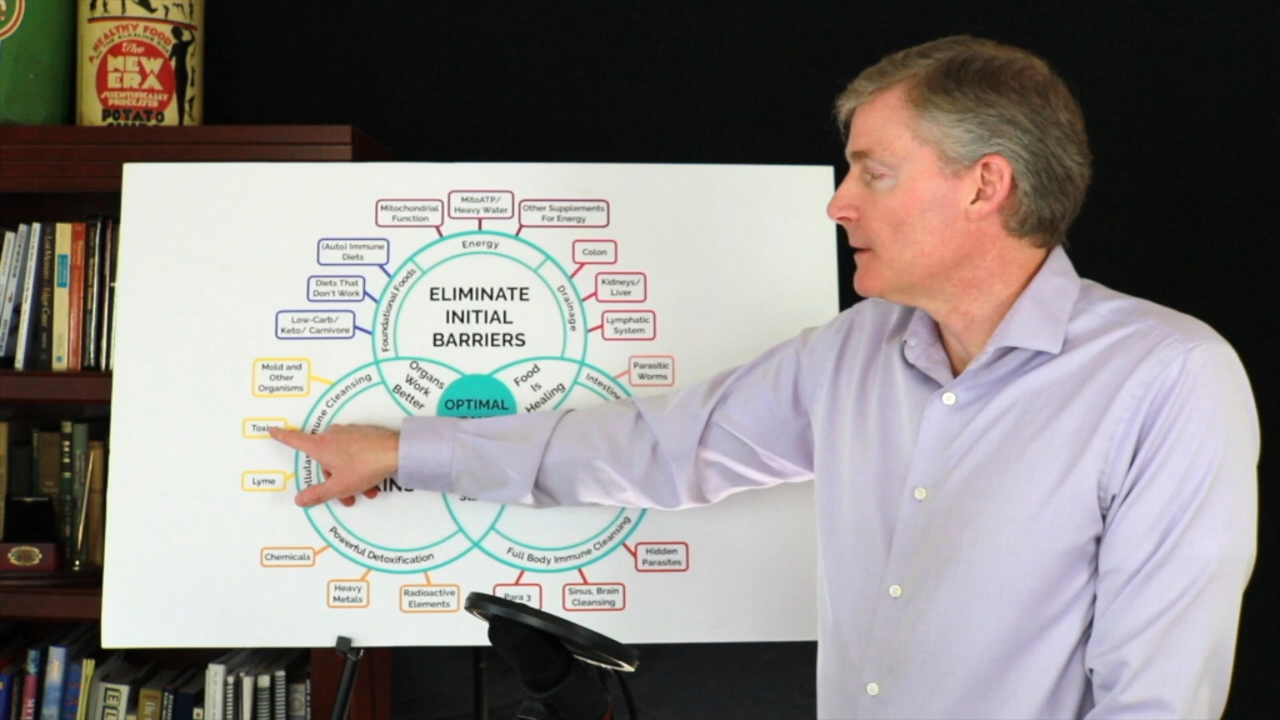 A HEALTHY FOOD
The
NEW
ERA
SCIENTIFICALLY
PROCESSED
POTATO
Mitochondrial
Function
MitoATP/
Heavy Water
Other Supplements
For Energy
(Auto) Immune
Diets
Energy
Colon
Diets That
Don't Work
Foundational Foods
Drainage
Kidneys/
Liver
Low-Carb/
Keto/ Carnivore
ELIMINATE
INITIAL
BARRIERS
Lymphatic
System
Mold and
Other
Organisms
Organs
Work
Better
Food
Is
Healing
Parasitic
Worms
OPTIMAL
Lyme
Powerful Detoxification
Full Body Immune Cleansing
Chemicals
Hidden
Parasites
Heavy
Metals
Radioactive
Elements
Para 3
Sinus, Brain
Cleansing